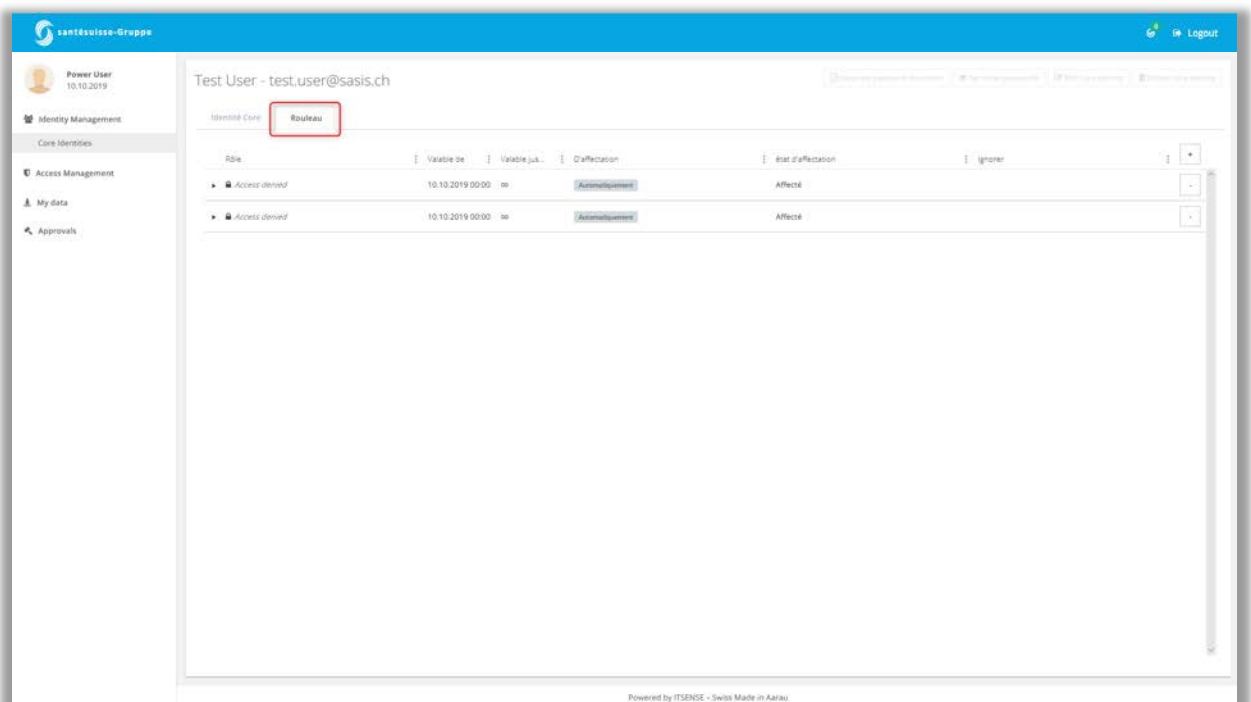 santésuisse-Gruppe
Logout
Power User
10.10.2019
Identity Management
Core Identities
Access Management
My data
Approvals
Test User - test.user@sasis.ch
Identité Core Rouleau
Rôle Valable de Valable jus... D'affectation état d'affectation Ignorer +
Access denied 10.10.2019 00:00 ∞ Automatiquement Affecté -
Access denied 10.10.2019 00:00 ∞ Automatiquement Affecté -
Powered by ITSENSE – Swiss Made in Aarau